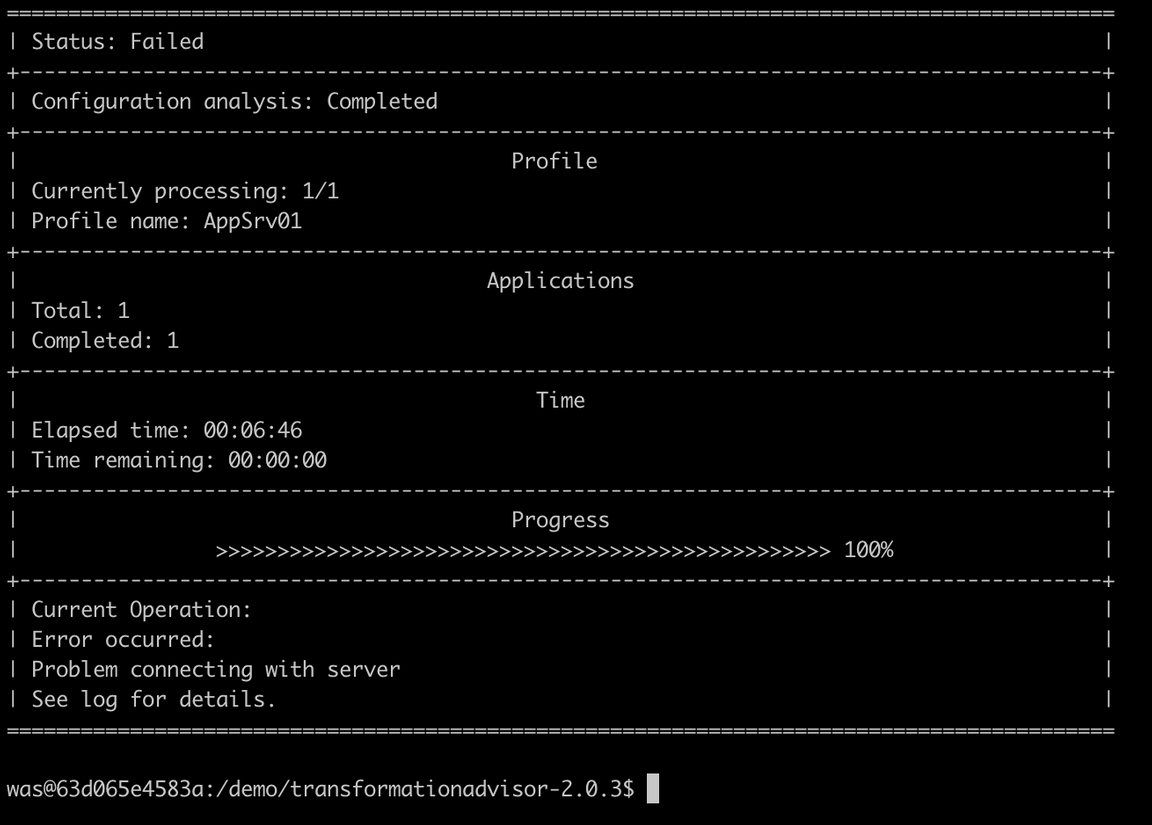 | Status: Failed |
| Configuration analysis: Completed |
| Profile |
| Currently processing: 1/1 |
| Profile name: AppSrv01 |
| Applications |
| Total: 1 |
| Completed: 1 |
| Time |
| Elapsed time: 00:06:46 |
| Time remaining: 00:00:00 |
| Progress |
| >>>>>>>>>>>>>>>>>>>>>>>>>>>>>>>>>>>>>>>>>>>>>>>>>> 100% |
| Current Operation: |
| Error occurred: |
| Problem connecting with server |
| See log for details. |
was@63d065e4583a:/demo/transformationadvisor-2.0.3$